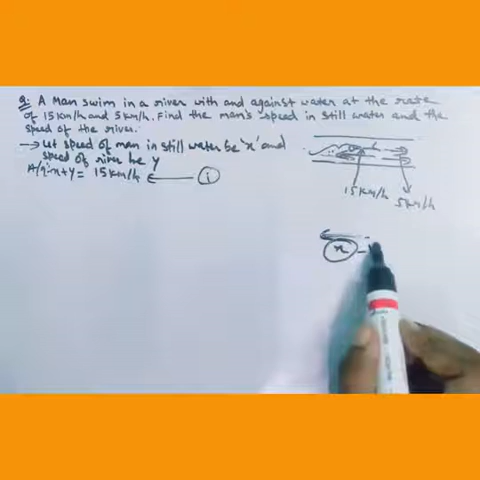 Q. A Man swim in a river with and against water at the rate
of 15 Km/h and 5 Km/h. Find the man's speed in still water and the
speed of the river.
→ Let speed of man in still water be 'x' and
speed of river be y
A/q:- x+y = 15 Km/h ← (i)
15 Km/h
5 Km/h
x -